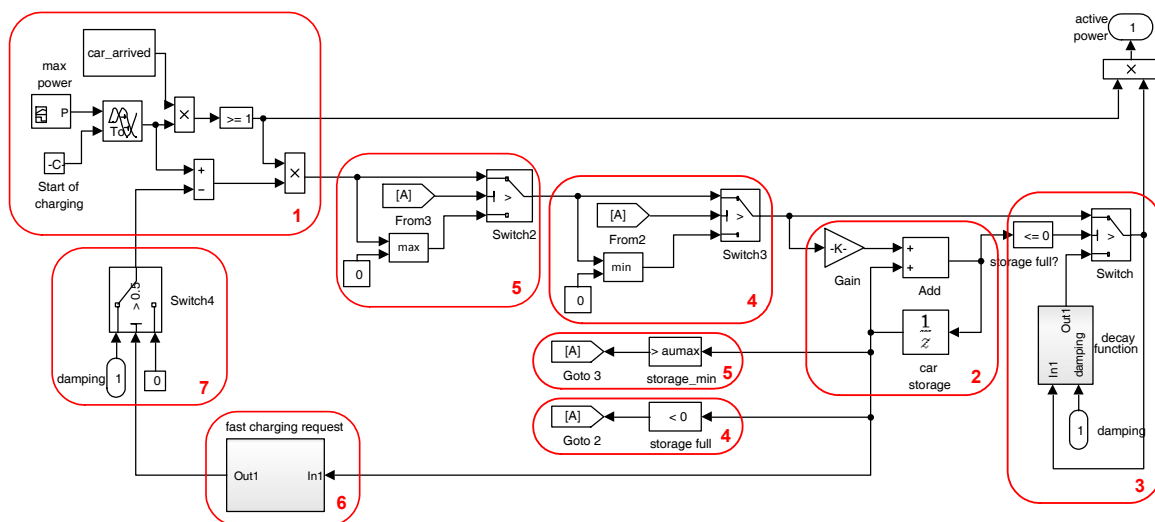 active
power
1
×
1
car_arrived
max
power
P
To
×
>= 1
-C-
Start of
charging
+
−
×
[A]
From3
>
Switch2
max
0
5
[A]
From2
>
Switch3
min
0
4
-K-
Gain
+
+
Add
1
z
car
storage
2
<= 0
storage full?
>
Switch
Out1
In1
damping
decay
function
1
damping
3
> 0.5
Switch4
damping
1
0
7
[A]
Goto 3
> aumax
storage_min
5
[A]
Goto 2
< 0
storage full
4
fast charging request
Out1
In1
6